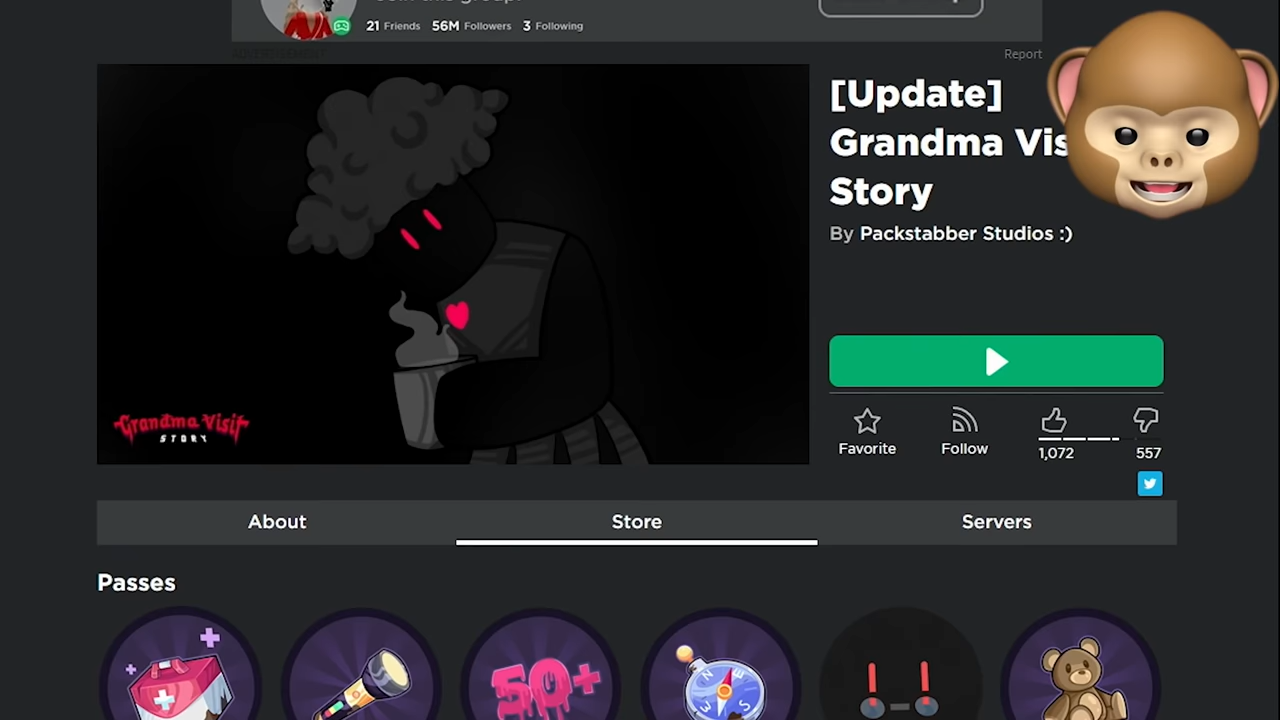 21 Friends 56M Followers 3 Following
ADVERTISEMENT
Report
[Update]
Grandma Vis
Story
By Packstabber Studios :)
Grandma Visit
STORY
Favorite
Follow
1,072
557
About
Store
Servers
Passes
50+
N
E
S